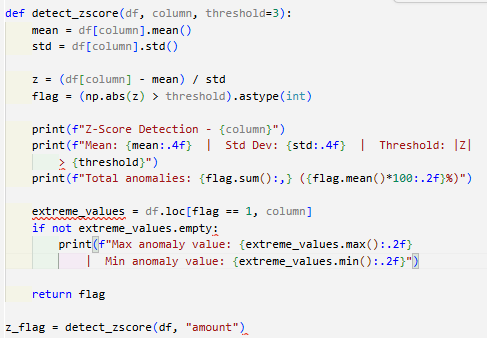 def detect_zscore(df, column, threshold=3):
    mean = df[column].mean()
    std = df[column].std()

    z = (df[column] - mean) / std
    flag = (np.abs(z) > threshold).astype(int)

    print(f"Z-Score Detection - {column}")
    print(f"Mean: {mean:.4f}  |  Std Dev: {std:.4f}  |  Threshold: |Z|
        > {threshold}")
    print(f"Total anomalies: {flag.sum():,} ({flag.mean()*100:.2f}%)")

    extreme_values = df.loc[flag == 1, column]
    if not extreme_values.empty:
        print(f"Max anomaly value: {extreme_values.max():.2f}
            |  Min anomaly value: {extreme_values.min():.2f}")

    return flag

z_flag = detect_zscore(df, "amount")